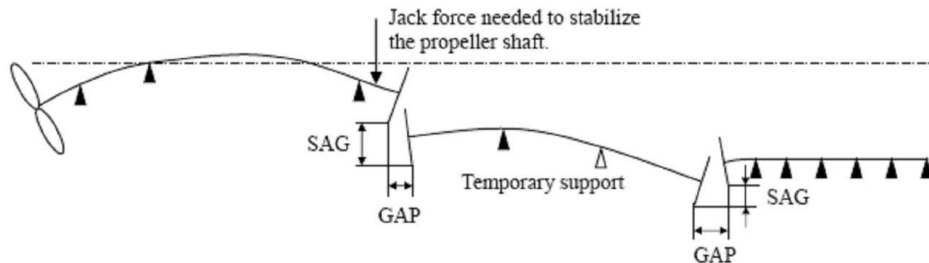 Jack force needed to stabilize
the propeller shaft.
SAG
GAP
Temporary support
SAG
GAP